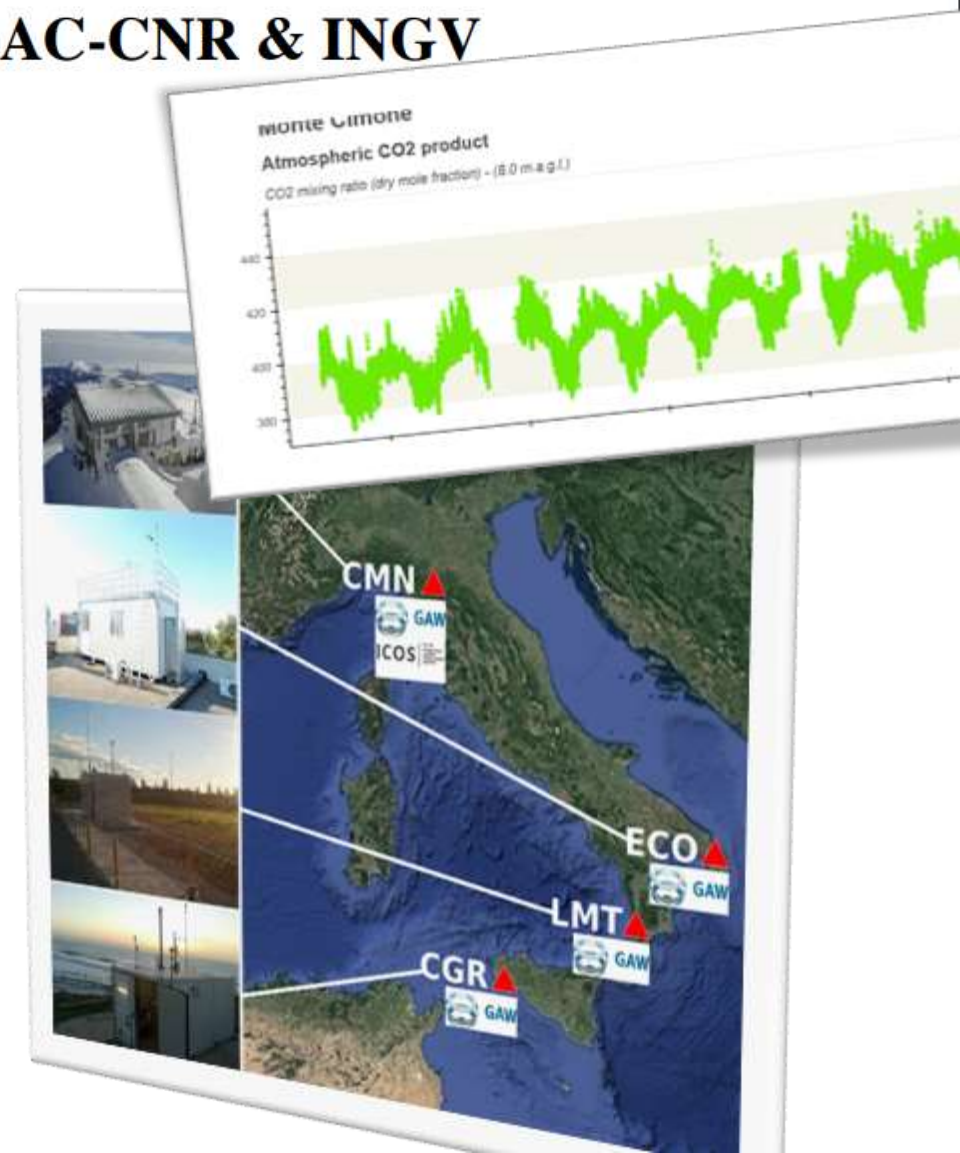 AC-CNR & INGV
Monte Cimone
Atmospheric CO2 product
CO2 mixing ratio (dry mole fraction) - (8.0 m a.g.l.)
440
420
400
380
CMN
GAW
ICOS
ECO
GAW
LMT
GAW
CGR
GAW